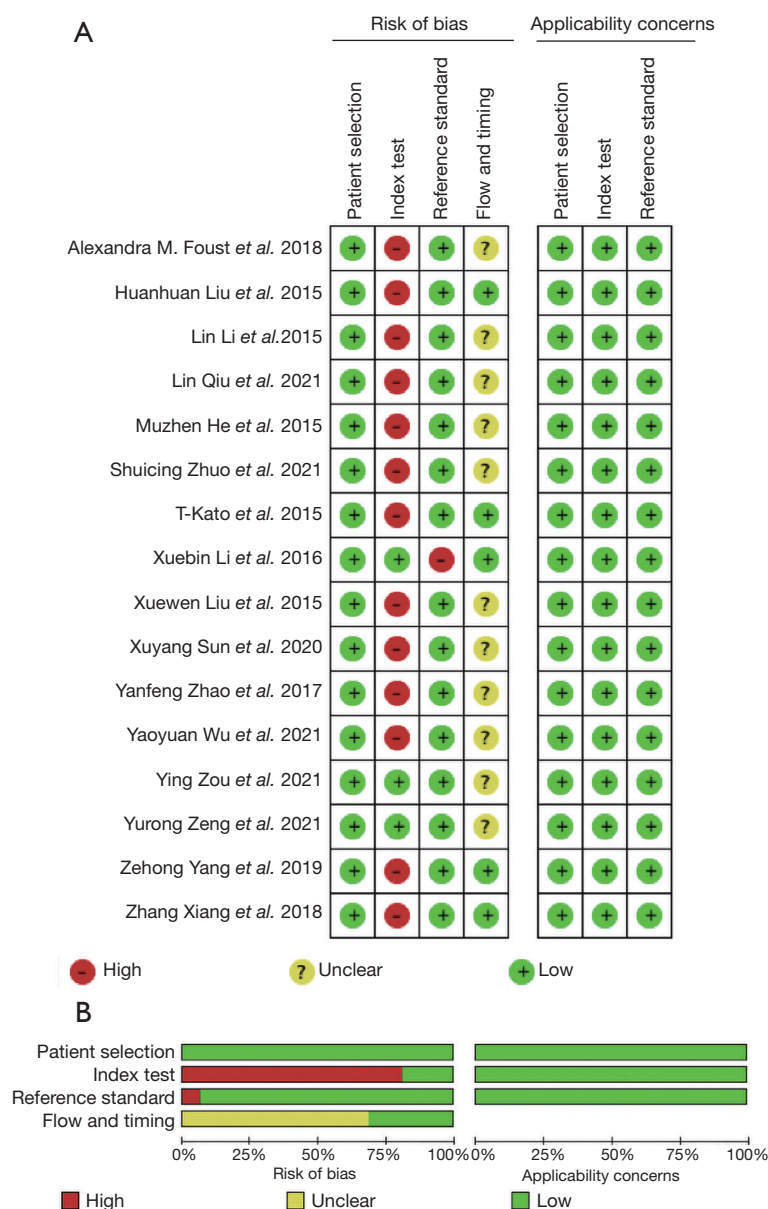 A
Risk of bias
Applicability concerns
Patient selection
Index test
Reference standard
Flow and timing
Patient selection
Index test
Reference standard
Alexandra M. Foust et al. 2018 + - + ? + + +
Huanhuan Liu et al. 2015 + - + + + + +
Lin Li et al.2015 + - + ? + + +
Lin Qiu et al. 2021 + - + ? + + +
Muzhen He et al. 2015 + - + ? + + +
Shuicing Zhuo et al. 2021 + - + ? + + +
T-Kato et al. 2015 + - + + + + +
Xuebin Li et al. 2016 + + - + + + +
Xuewen Liu et al. 2015 + - + ? + + +
Xuyang Sun et al. 2020 + - + ? + + +
Yanfeng Zhao et al. 2017 + - + ? + + +
Yaoyuan Wu et al. 2021 + - + ? + + +
Ying Zou et al. 2021 + + + ? + + +
Yurong Zeng et al. 2021 + + + ? + + +
Zehong Yang et al. 2019 + - + + + + +
Zhang Xiang et al. 2018 + - + + + + +
- High ? Unclear + Low
B
Patient selection
Index test
Reference standard
Flow and timing
0% 25% 50% 75% 100% 0% 25% 50% 75% 100%
Risk of bias Applicability concerns
High Unclear Low